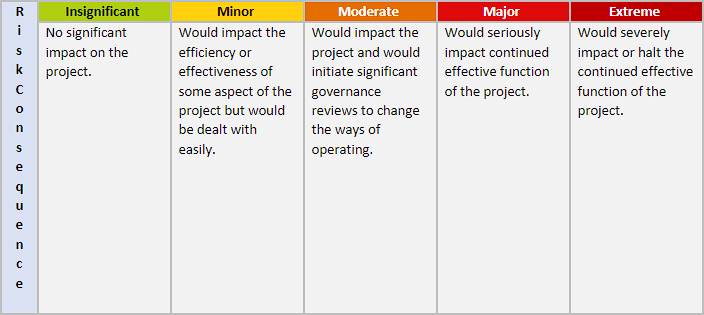 Risk Consequence
Insignificant
No significant
impact on the
project.
Minor
Would impact the
efficiency or
effectiveness of
some aspect of the
project but would
be dealt with
easily.
Moderate
Would impact the
project and would
initiate significant
governance
reviews to change
the ways of
operating.
Major
Would seriously
impact continued
effective function
of the project.
Extreme
Would severely
impact or halt the
continued effective
function of the
project.